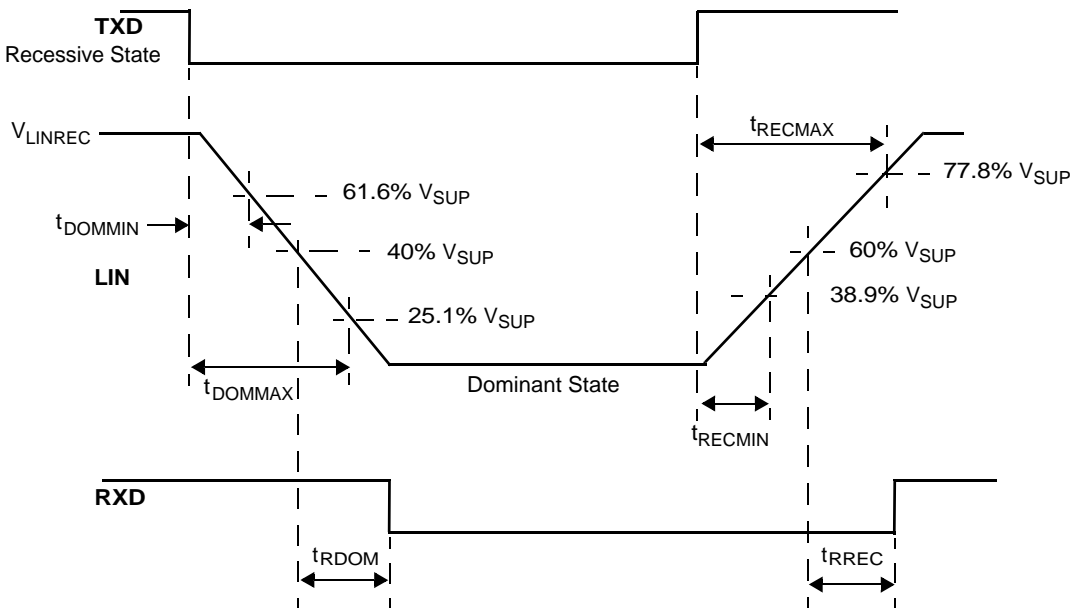 TXD
Recessive State
VLINREC
tRECMAX
77.8% VSUP
61.6% VSUP
tDOMMIN
40% VSUP
60% VSUP
LIN
38.9% VSUP
25.1% VSUP
tDOMMAX
Dominant State
tRECMIN
RXD
tRDOM
tRREC